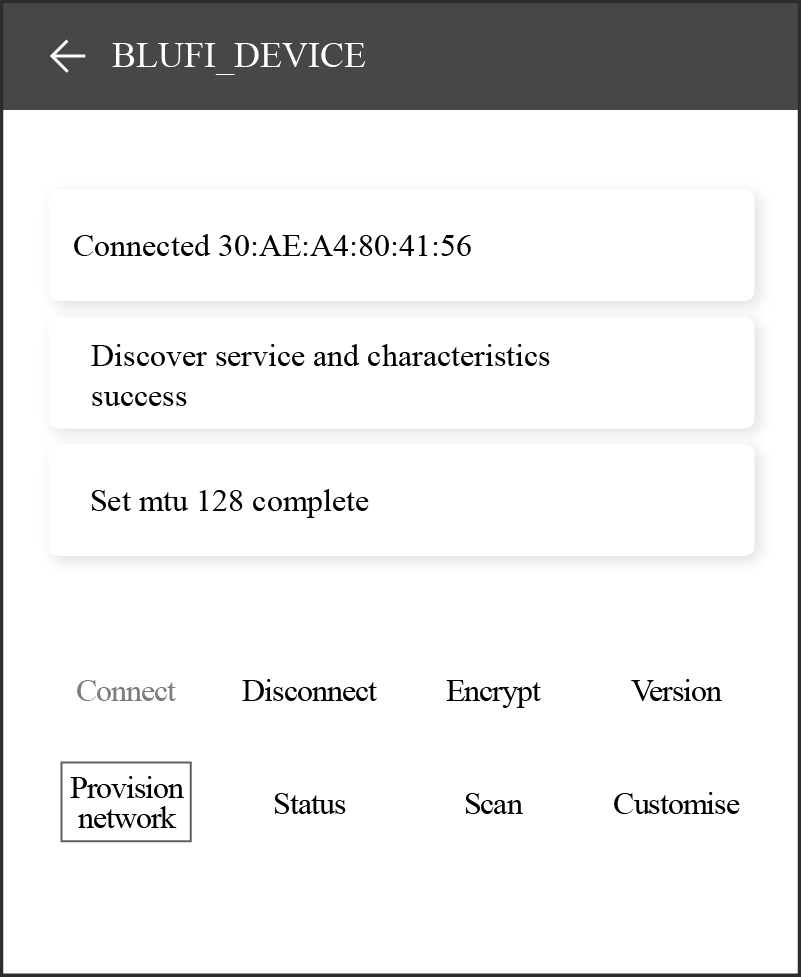 BLUFI_DEVICE
Connected 30:AE:A4:80:41:56
Discover service and characteristics
success
Set mtu 128 complete
Connect Disconnect Encrypt Version
Provision
network Status Scan Customise